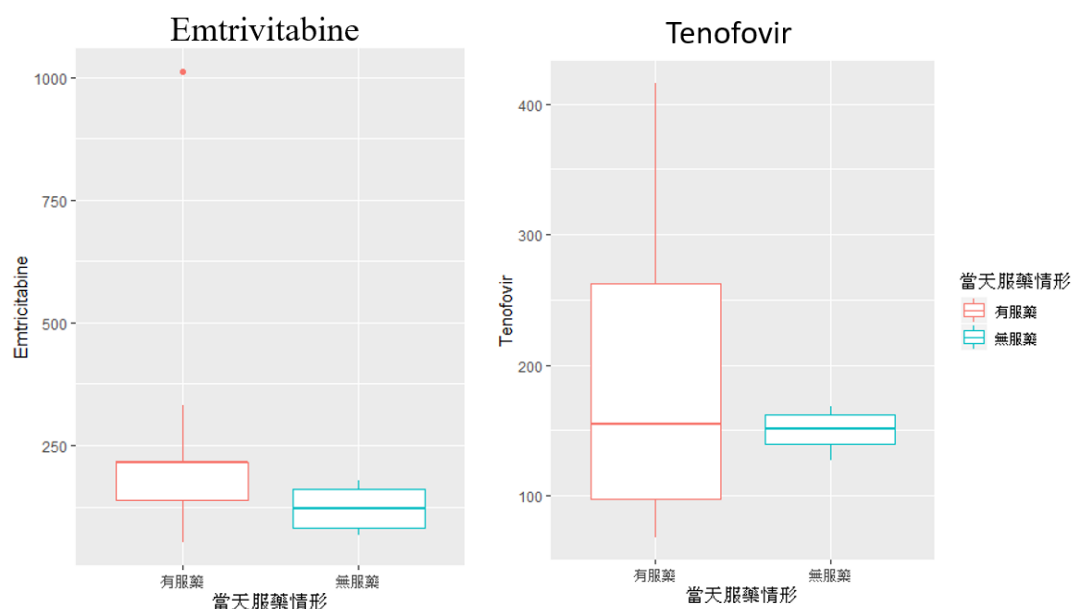 Emtrivitabine
Tenofovir
1000
750
500
250
Emtricitabine
有服藥
無服藥
當天服藥情形
400
300
200
100
Tenofovir
有服藥
無服藥
當天服藥情形
當天服藥情形
有服藥
無服藥